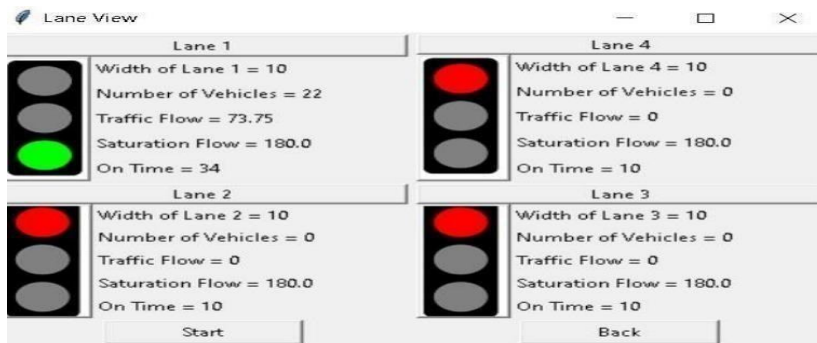 Lane View
Lane 1
Width of Lane 1 = 10
Number of Vehicles = 22
Traffic Flow = 73.75
Saturation Flow = 180.0
On Time = 34
Lane 4
Width of Lane 4 = 10
Number of Vehicles = 0
Traffic Flow = 0
Saturation Flow = 180.0
On Time = 10
Lane 2
Width of Lane 2 = 10
Number of Vehicles = 0
Traffic Flow = 0
Saturation Flow = 180.0
On Time = 10
Lane 3
Width of Lane 3 = 10
Number of Vehicles = 0
Traffic Flow = 0
Saturation Flow = 180.0
On Time = 10
Start
Back